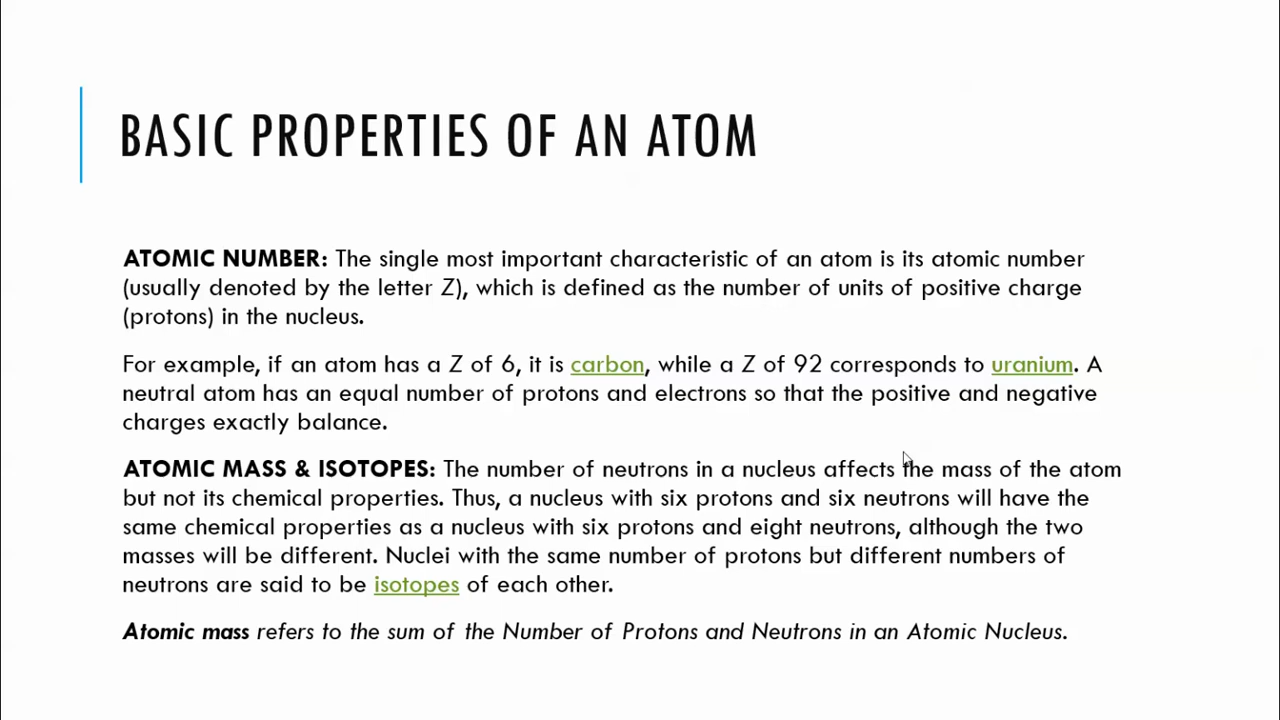 BASIC PROPERTIES OF AN ATOM
ATOMIC NUMBER: The single most important characteristic of an atom is its atomic number
(usually denoted by the letter Z), which is defined as the number of units of positive charge
(protons) in the nucleus.
For example, if an atom has a Z of 6, it is carbon, while a Z of 92 corresponds to uranium. A
neutral atom has an equal number of protons and electrons so that the positive and negative
charges exactly balance.
ATOMIC MASS & ISOTOPES: The number of neutrons in a nucleus affects the mass of the atom
but not its chemical properties. Thus, a nucleus with six protons and six neutrons will have the
same chemical properties as a nucleus with six protons and eight neutrons, although the two
masses will be different. Nuclei with the same number of protons but different numbers of
neutrons are said to be isotopes of each other.
Atomic mass refers to the sum of the Number of Protons and Neutrons in an Atomic Nucleus.